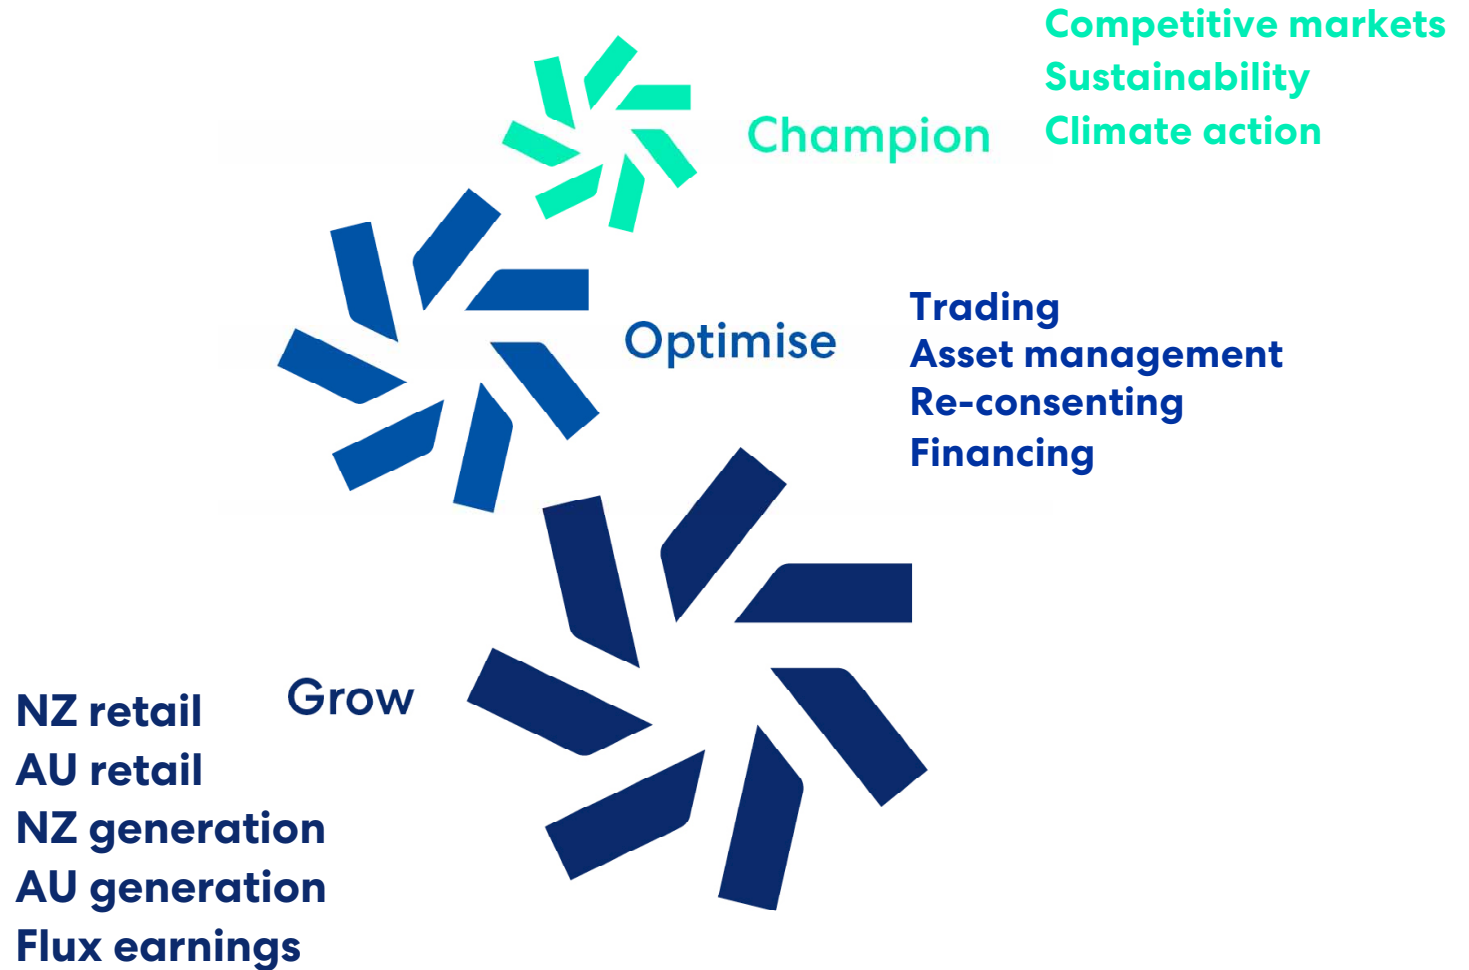 Champion
Competitive markets
Sustainability
Climate action
Optimise
Trading
Asset management
Re-consenting
Financing
Grow
NZ retail
AU retail
NZ generation
AU generation
Flux earnings